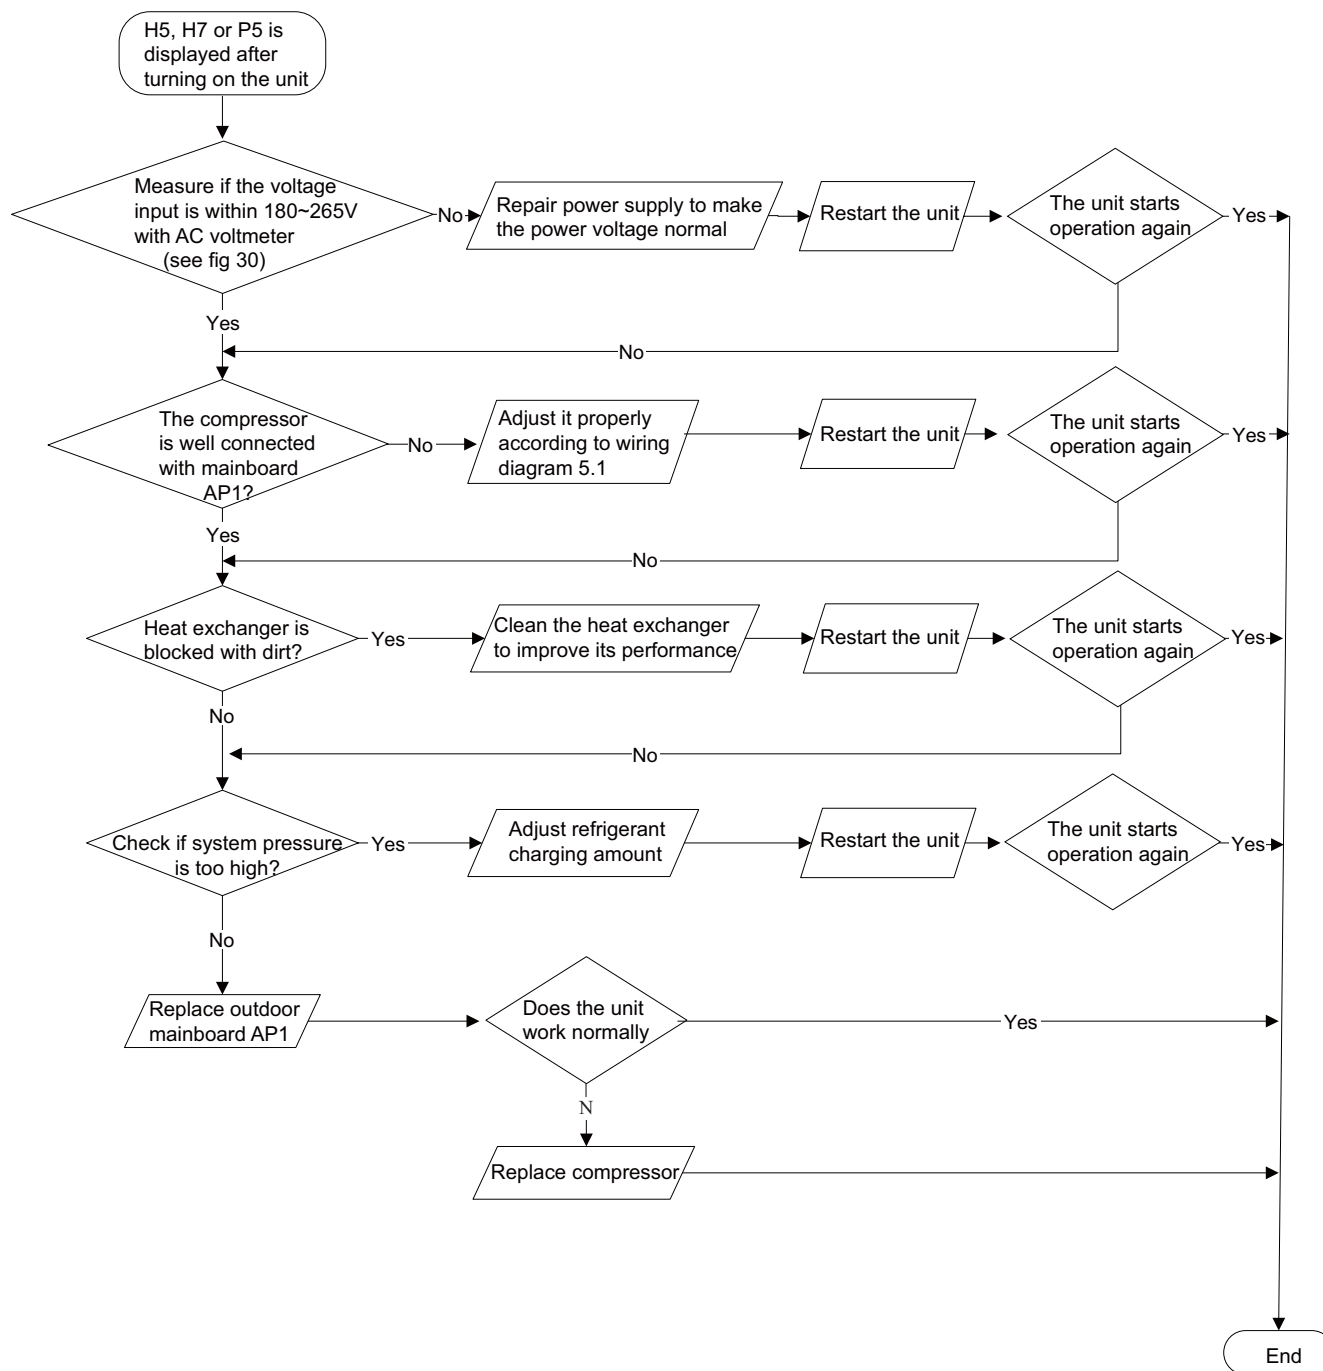 H5, H7 or P5 is
displayed after
turning on the unit
Measure if the voltage
input is within 180~265V
with AC voltmeter
(see fig 30)
No
Repair power supply to make
the power voltage normal
Restart the unit
The unit starts
operation again
Yes
Yes
No
The compressor
is well connected
with mainboard
AP1?
No
Adjust it properly
according to wiring
diagram 5.1
Restart the unit
The unit starts
operation again
Yes
Yes
No
Heat exchanger is
blocked with dirt?
Yes
Clean the heat exchanger
to improve its performance
Restart the unit
The unit starts
operation again
Yes
No
No
Check if system pressure
is too high?
Yes
Adjust refrigerant
charging amount
Restart the unit
The unit starts
operation again
Yes
No
Replace outdoor
mainboard AP1
Does the unit
work normally
Yes
N
Replace compressor
End